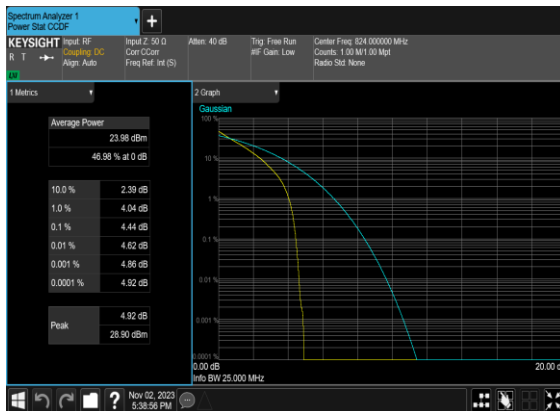 Spectrum Analyzer 1
Power Stat CCDF
KEYSIGHT
R T
LXI
Input: RF
Coupling: DC
Align: Auto
Input Z: 50 Ω
Corr CCorr
Freq Ref: Int (S)
Atten: 40 dB
Trig: Free Run
#IF Gain: Low
Center Freq: 824.000000 MHz
Counts: 1.00 M/1.00 Mpt
Radio Std: None
1 Metrics
Average Power
23.98 dBm
46.98 % at 0 dB
10.0 % 2.39 dB
1.0 % 4.04 dB
0.1 % 4.44 dB
0.01 % 4.62 dB
0.001 % 4.86 dB
0.0001 % 4.92 dB
Peak
4.92 dB
28.90 dBm
2 Graph
Gaussian
100 %
10 %
1 %
0.1 %
0.01 %
0.001 %
0.0001 %
0.00 dB
20.00 d
Info BW 25.000 MHz
?
Nov 02, 2023
5:38:56 PM